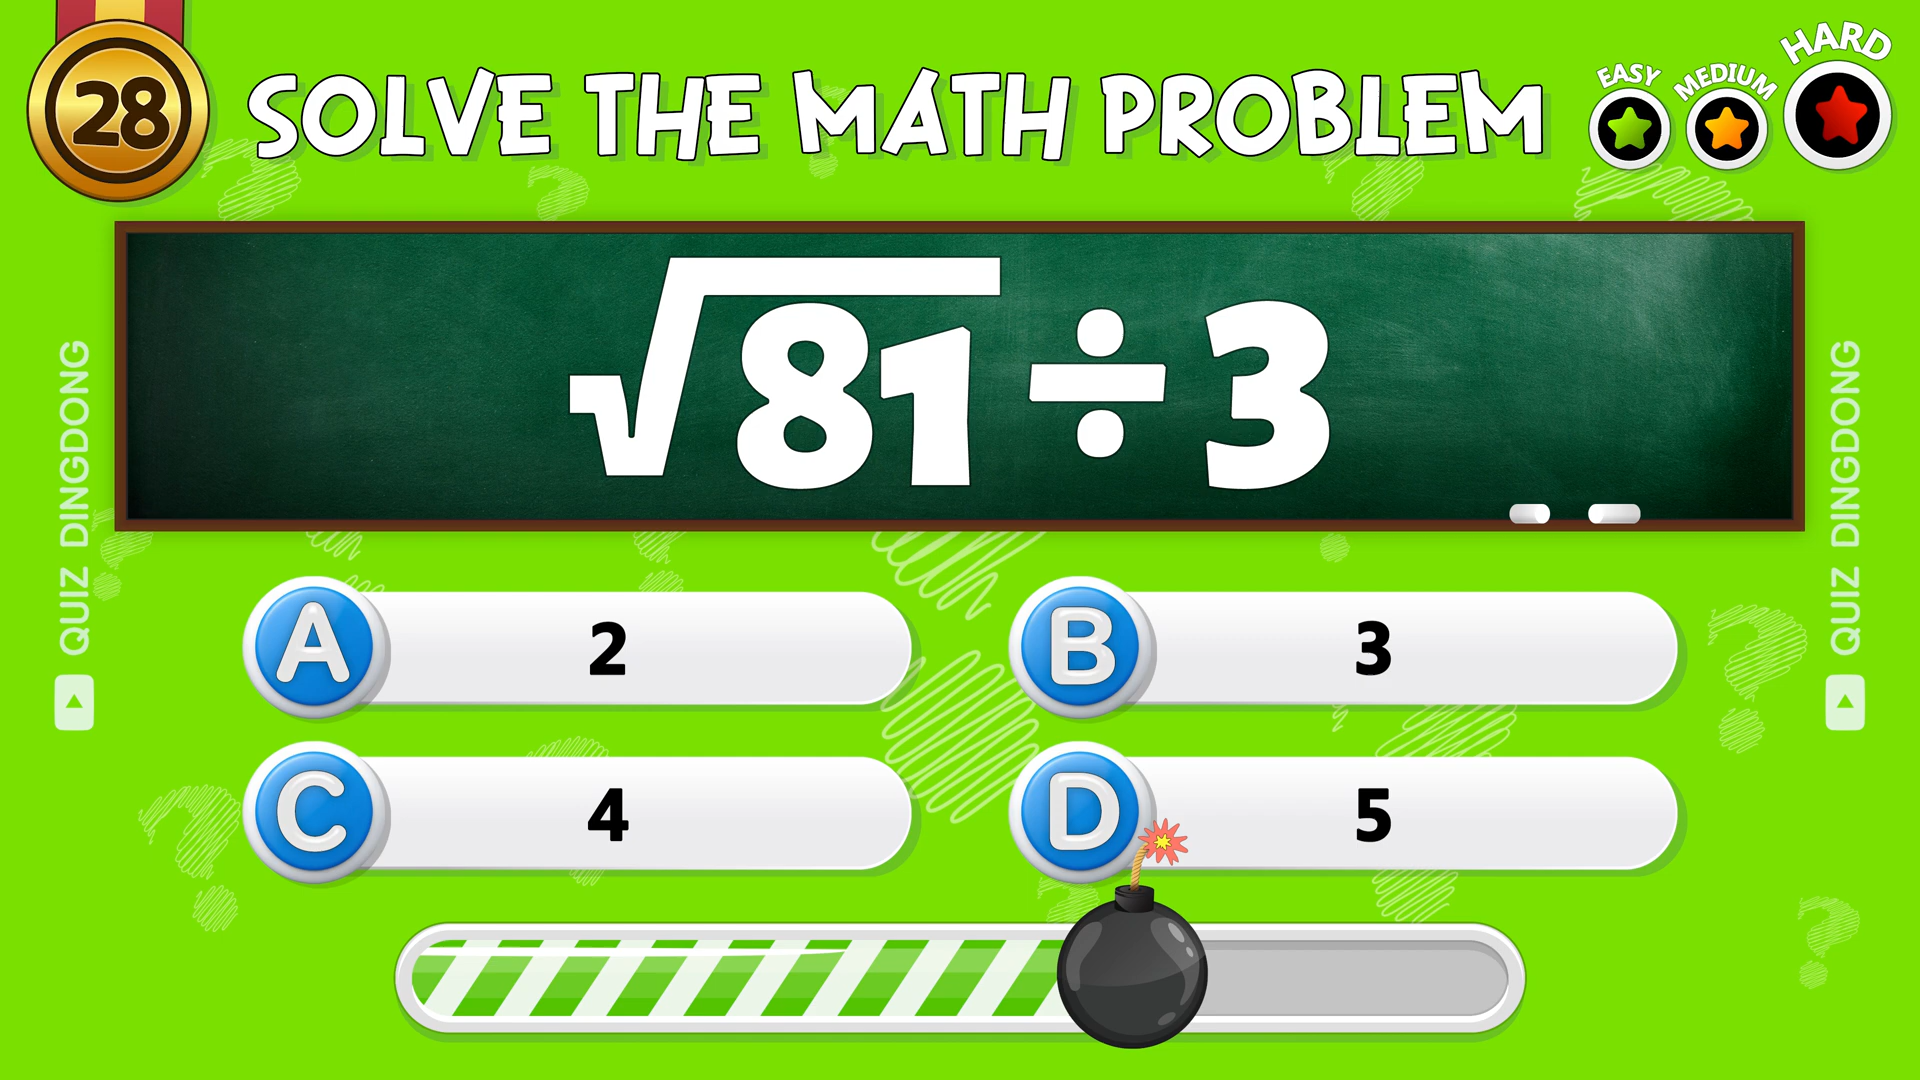 28
SOLVE THE MATH PROBLEM
EASY
MEDIUM
HARD
√81÷3
A 2
B 3
C 4
D 5
QUIZ DINGDONG
QUIZ DINGDONG